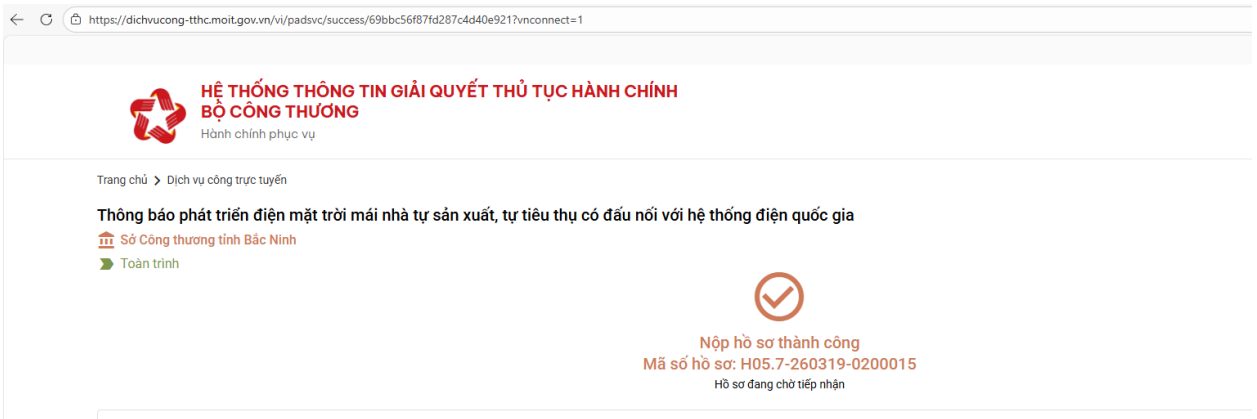 https://dichvucong-tthc.moit.gov.vn/vi/padsvc/success/69bbc56f87fd287c4d40e921?vnconnect=1
HỆ THỐNG THÔNG TIN GIẢI QUYẾT THỦ TỤC HÀNH CHÍNH
BỘ CÔNG THƯƠNG
Hành chính phục vụ
Trang chủ > Dịch vụ công trực tuyến
Thông báo phát triển điện mặt trời mái nhà tự sản xuất, tự tiêu thụ có đấu nối với hệ thống điện quốc gia
Sở Công thương tỉnh Bắc Ninh
Toàn trình
Nộp hồ sơ thành công
Mã số hồ sơ: H05.7-260319-0200015
Hồ sơ đang chờ tiếp nhận